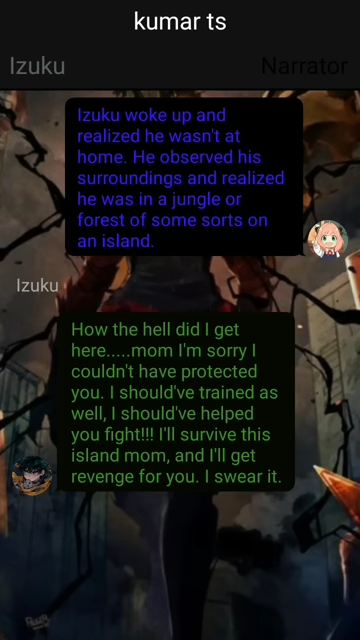 kumar ts
Izuku
Narrator
Izuku woke up and
realized he wasn't at
home. He observed his
surroundings and realized
he was in a jungle or
forest of some sorts on
an island.
Izuku
How the hell did I get
here.....mom I'm sorry I
couldn't have protected
you. I should've trained as
well, I should've helped
you fight!!! I'll survive this
island mom, and I'll get
revenge for you. I swear it.